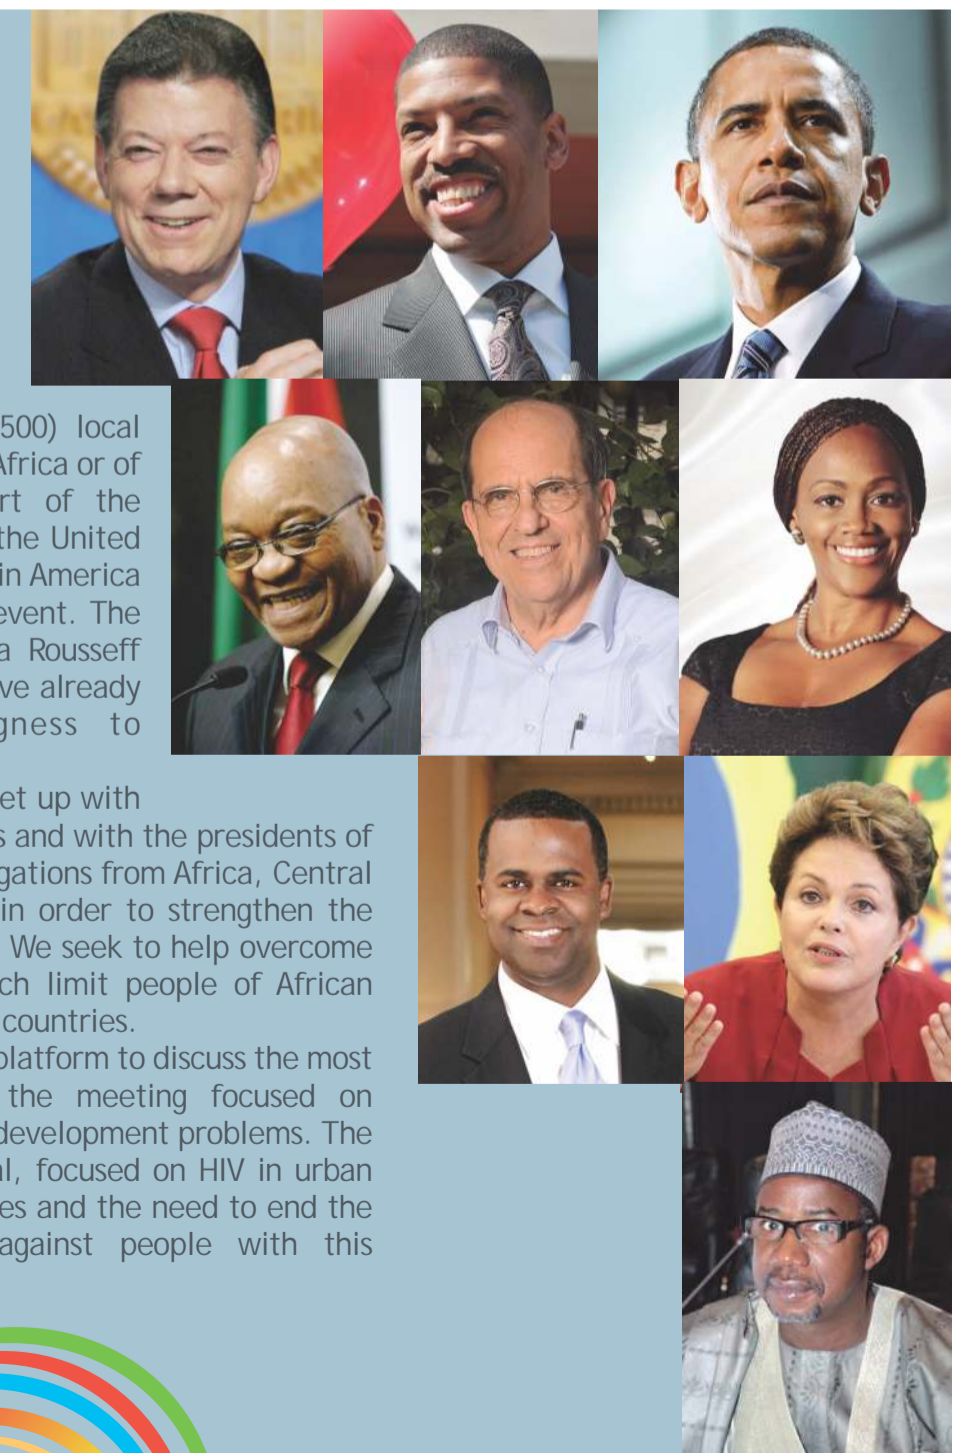 500) local
Africa or of
rt of the
the United
in America
event. The
a Rousseff
ve already
gness to
et up with
s and with the presidents of
gations from Africa, Central
in order to strengthen the
We seek to help overcome
ch limit people of African
countries.
platform to discuss the most
the meeting focused on
development problems. The
al, focused on HIV in urban
es and the need to end the
against people with this